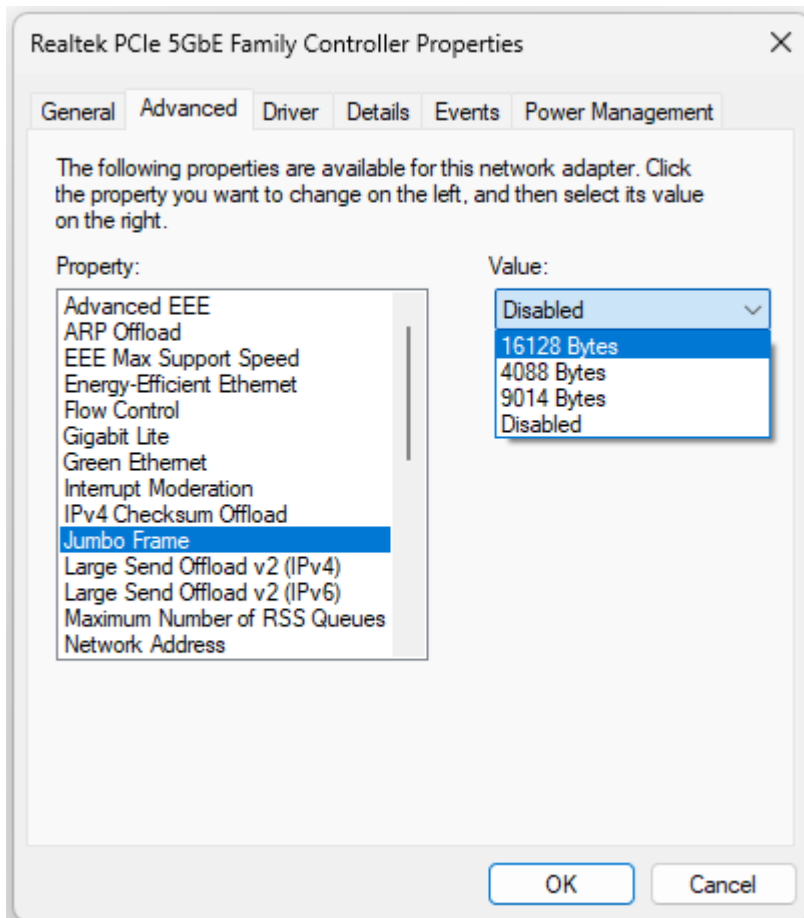 Realtek PCIe 5GbE Family Controller Properties
General Advanced Driver Details Events Power Management
The following properties are available for this network adapter. Click
the property you want to change on the left, and then select its value
on the right.
Property:
Advanced EEE
ARP Offload
EEE Max Support Speed
Energy-Efficient Ethernet
Flow Control
Gigabit Lite
Green Ethernet
Interrupt Moderation
IPv4 Checksum Offload
Jumbo Frame
Large Send Offload v2 (IPv4)
Large Send Offload v2 (IPv6)
Maximum Number of RSS Queues
Network Address
Value:
Disabled
16128 Bytes
4088 Bytes
9014 Bytes
Disabled
OK Cancel